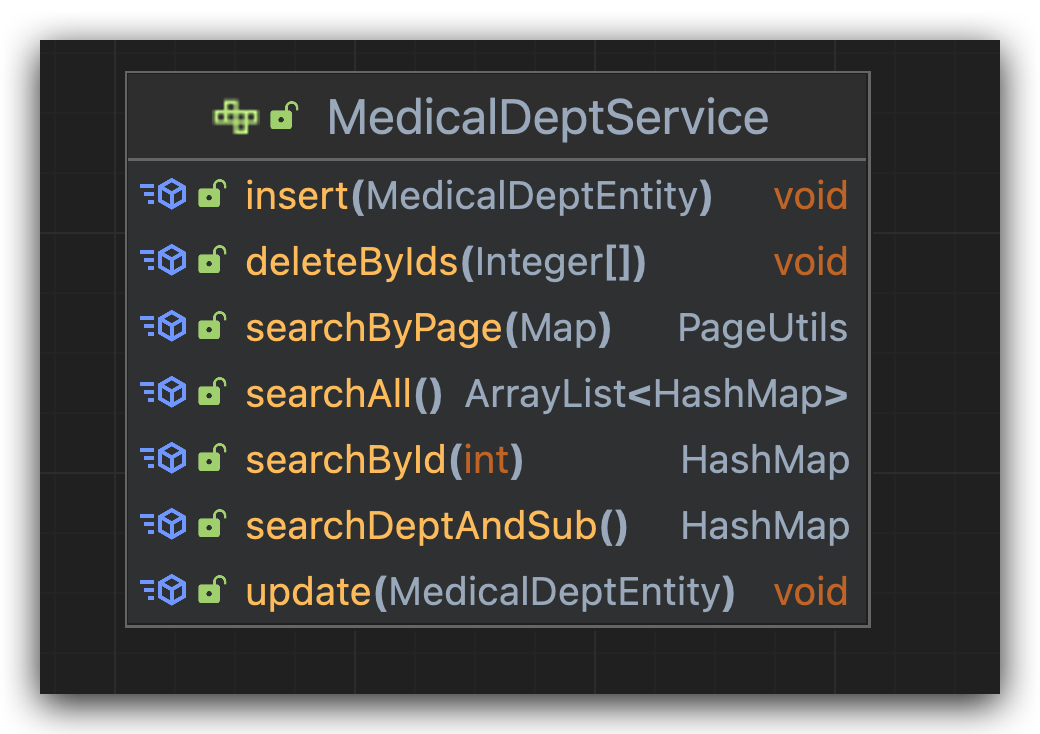 MedicalDeptService
insert(MedicalDeptEntity) void
deleteByIds(Integer[]) void
searchByPage(Map) PageUtils
searchAll() ArrayList<HashMap>
searchById(int) HashMap
searchDeptAndSub() HashMap
update(MedicalDeptEntity) void